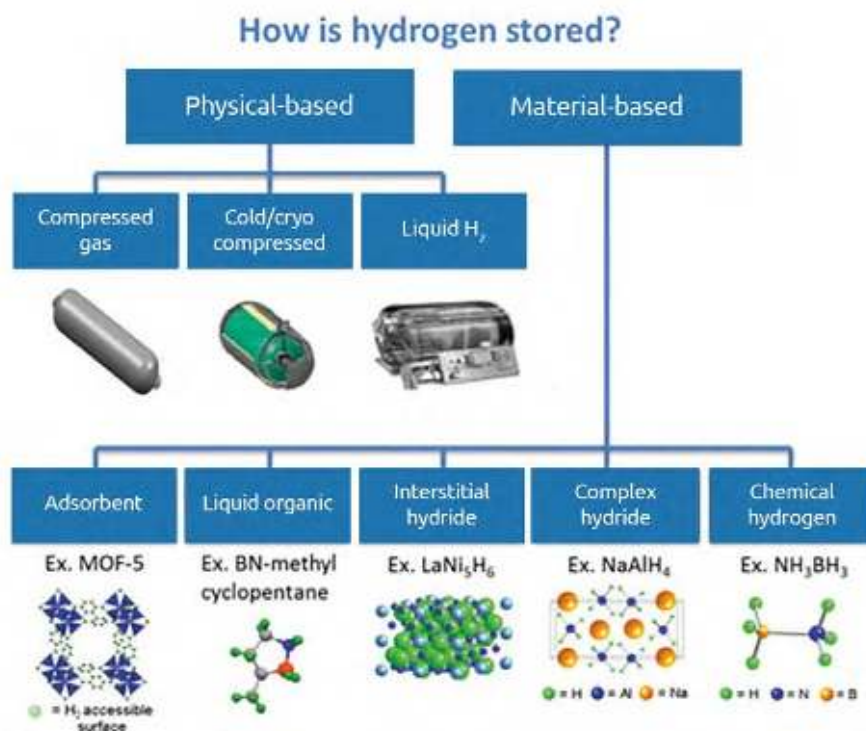 How is hydrogen stored?
Physical-based
Material-based
Compressed
gas
Cold/cryo
compressed
Liquid H₂
Adsorbent
Liquid organic
Interstitial
hydride
Complex
hydride
Chemical
hydrogen
Ex. MOF-5
Ex. BN-methyl
cyclopentane
Ex. LaNi₅H₆
Ex. NaAlH₄
Ex. NH₃BH₃
= H₂ accessible
surface
= H = Al = Na
= H = N = B